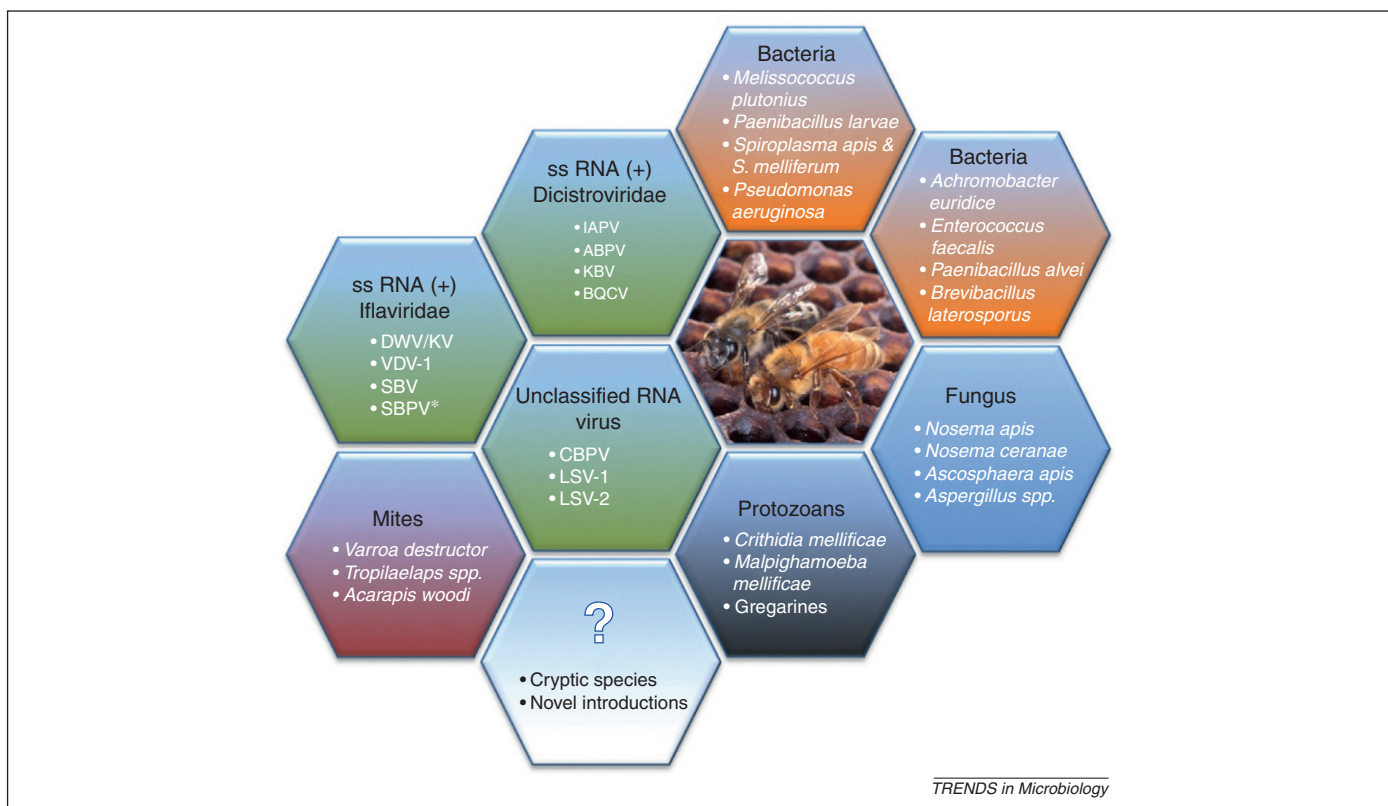 Bacteria
• Melissococcus
plutonius
• Paenibacillus larvae
• Spiroplasma apis &
S. melliferum
• Pseudomonas
aeruginosa
Bacteria
• Achromobacter
euridice
• Enterococcus
faecalis
• Paenibacillus alvei
• Brevibacillus
laterosporus
ss RNA (+)
Dicistroviridae
• IAPV
• ABPV
• KBV
• BQCV
ss RNA (+)
Iflaviridae
• DWV/KV
• VDV-1
• SBV
• SBPV*
Unclassified RNA
virus
• CBPV
• LSV-1
• LSV-2
Fungus
• Nosema apis
• Nosema ceranae
• Ascosphaera apis
• Aspergillus spp.
Mites
• Varroa destructor
• Tropilaelaps spp.
• Acarapis woodi
Protozoans
• Crithidia mellificae
• Malpighamoeba
mellificae
• Gregarines
?
• Cryptic species
• Novel introductions
TRENDS in Microbiology